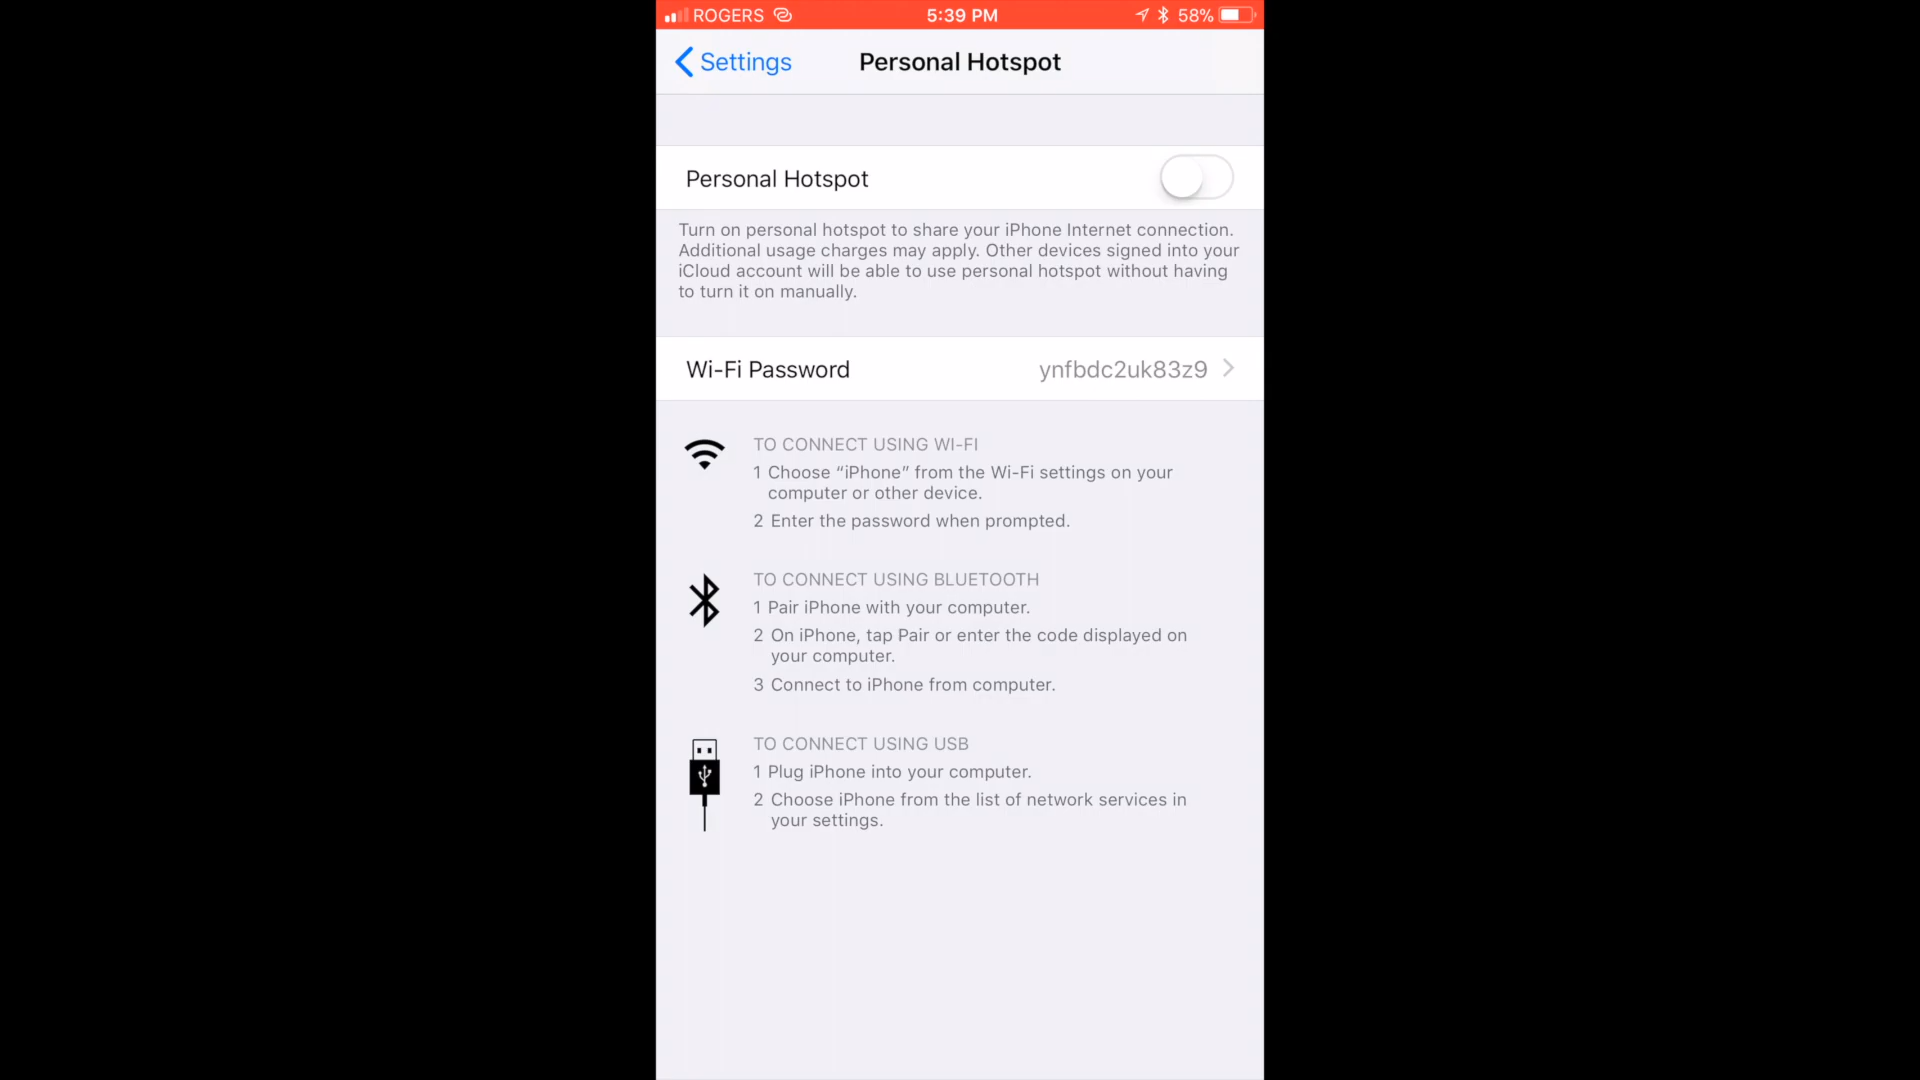 ROGERS 5:39 PM 58%
Settings Personal Hotspot
Personal Hotspot
Turn on personal hotspot to share your iPhone Internet connection.
Additional usage charges may apply. Other devices signed into your
iCloud account will be able to use personal hotspot without having
to turn it on manually.
Wi-Fi Password ynfbdc2uk83z9
TO CONNECT USING WI-FI
1 Choose “iPhone” from the Wi-Fi settings on your
computer or other device.
2 Enter the password when prompted.
TO CONNECT USING BLUETOOTH
1 Pair iPhone with your computer.
2 On iPhone, tap Pair or enter the code displayed on
your computer.
3 Connect to iPhone from computer.
TO CONNECT USING USB
1 Plug iPhone into your computer.
2 Choose iPhone from the list of network services in
your settings.